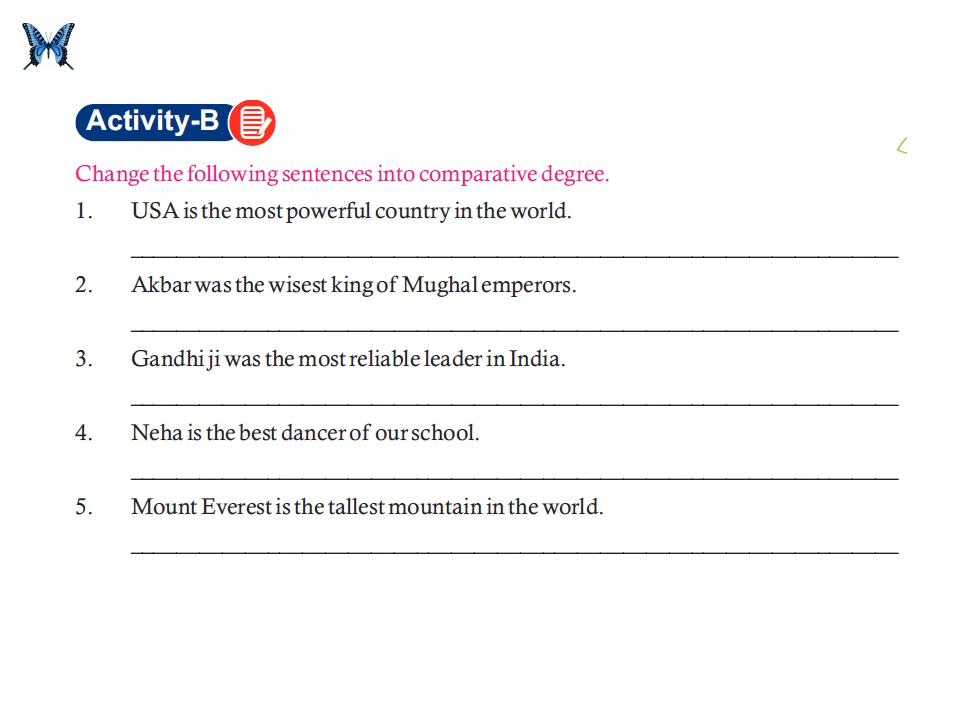 Activity-B
Change the following sentences into comparative degree.
1. USA is the most powerful country in the world.
2. Akbar was the wisest king of Mughal emperors.
3. Gandhi ji was the most reliable leader in India.
4. Neha is the best dancer of our school.
5. Mount Everest is the tallest mountain in the world.